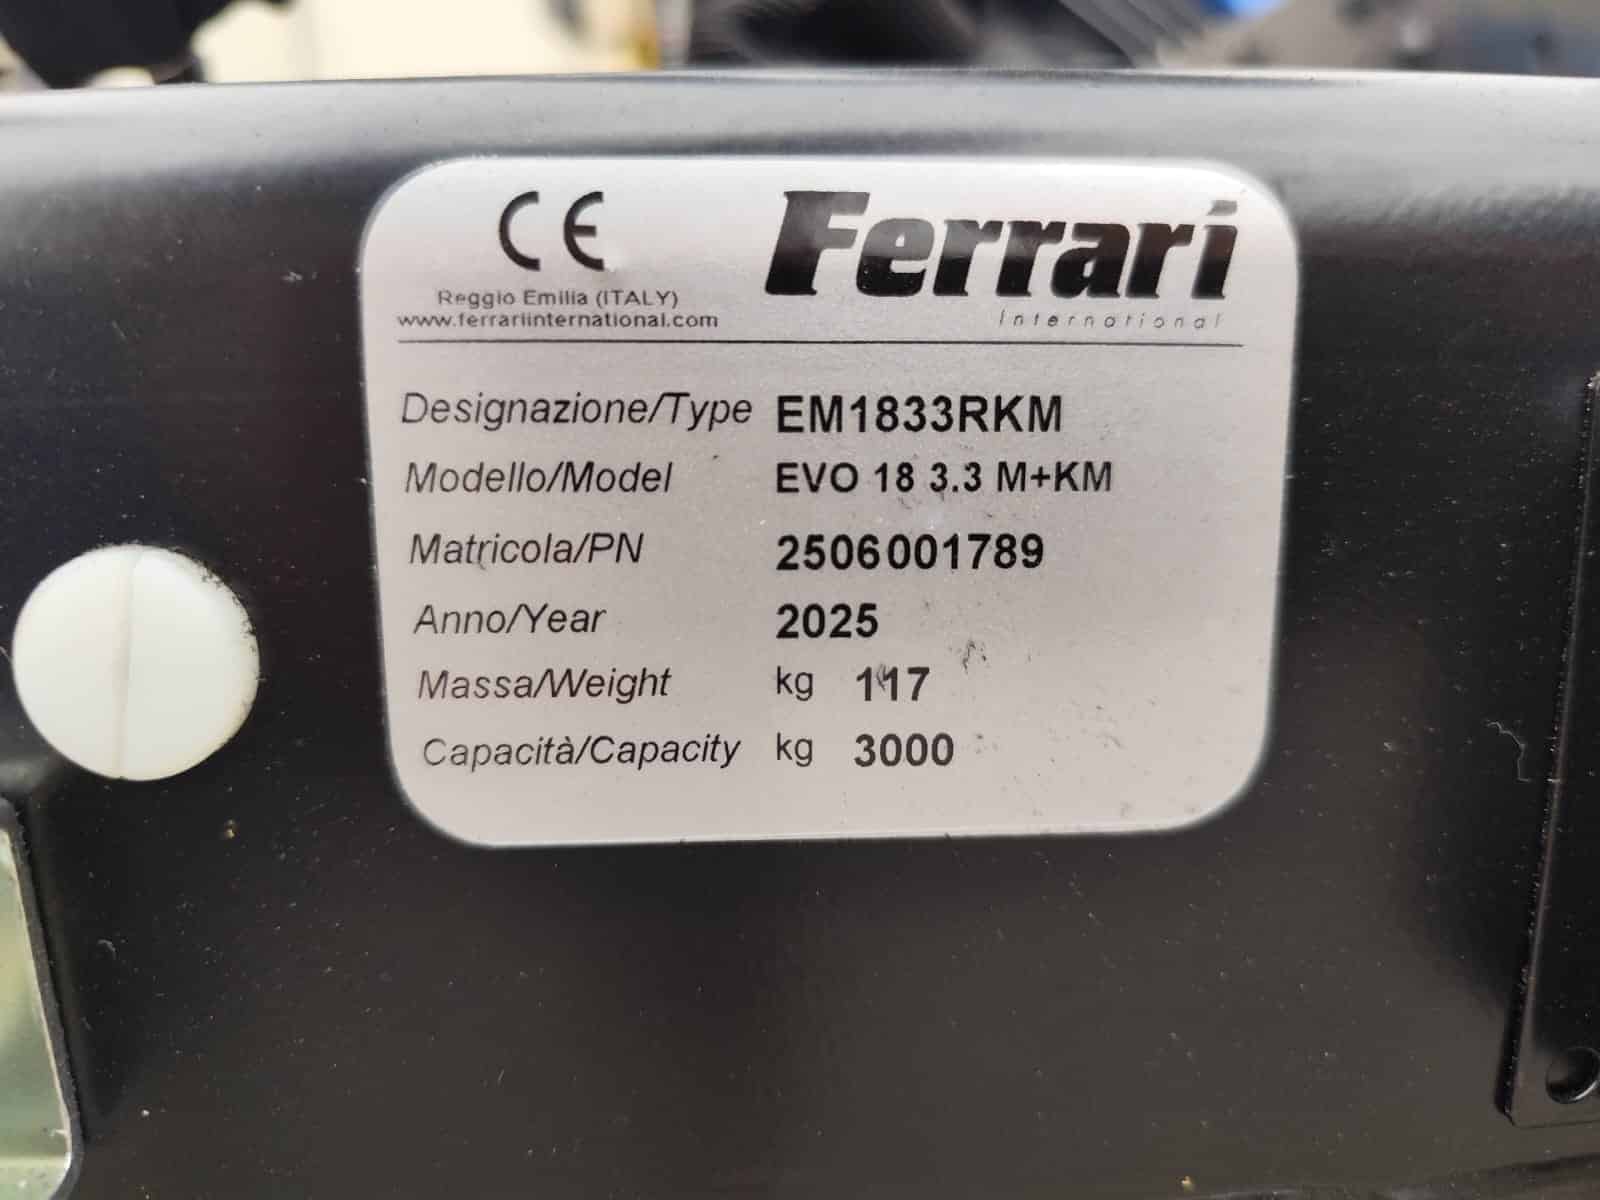 CE Ferrari
Reggio Emilia (ITALY)
www.ferrariinternational.com International
Designazione/Type EM1833RKM
Modello/Model EVO 18 3.3 M+KM
Matricola/PN 2506001789
Anno/Year 2025
Massa/Weight kg 117
Capacità/Capacity kg 3000